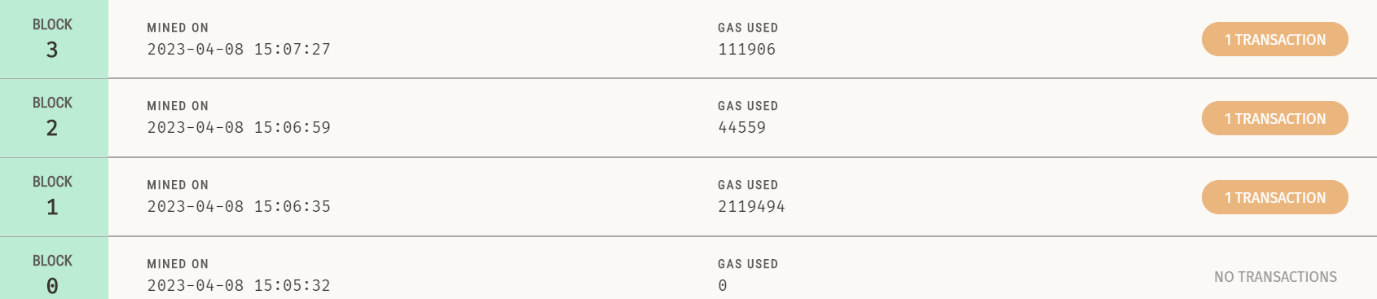 BLOCK MINED ON GAS USED
3 2023-04-08 15:07:27 111906 1 TRANSACTION
BLOCK MINED ON GAS USED
2 2023-04-08 15:06:59 44559 1 TRANSACTION
BLOCK MINED ON GAS USED
1 2023-04-08 15:06:35 2119494 1 TRANSACTION
BLOCK MINED ON GAS USED
0 2023-04-08 15:05:32 0 NO TRANSACTIONS